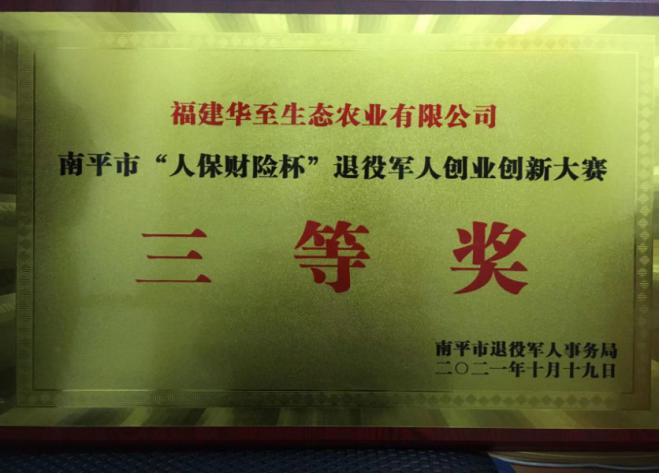 福建华至生态农业有限公司
南平市“人保财险杯”退役军人创业创新大赛
三等奖
南平市退役军人事务局
二〇二一年十月十九日